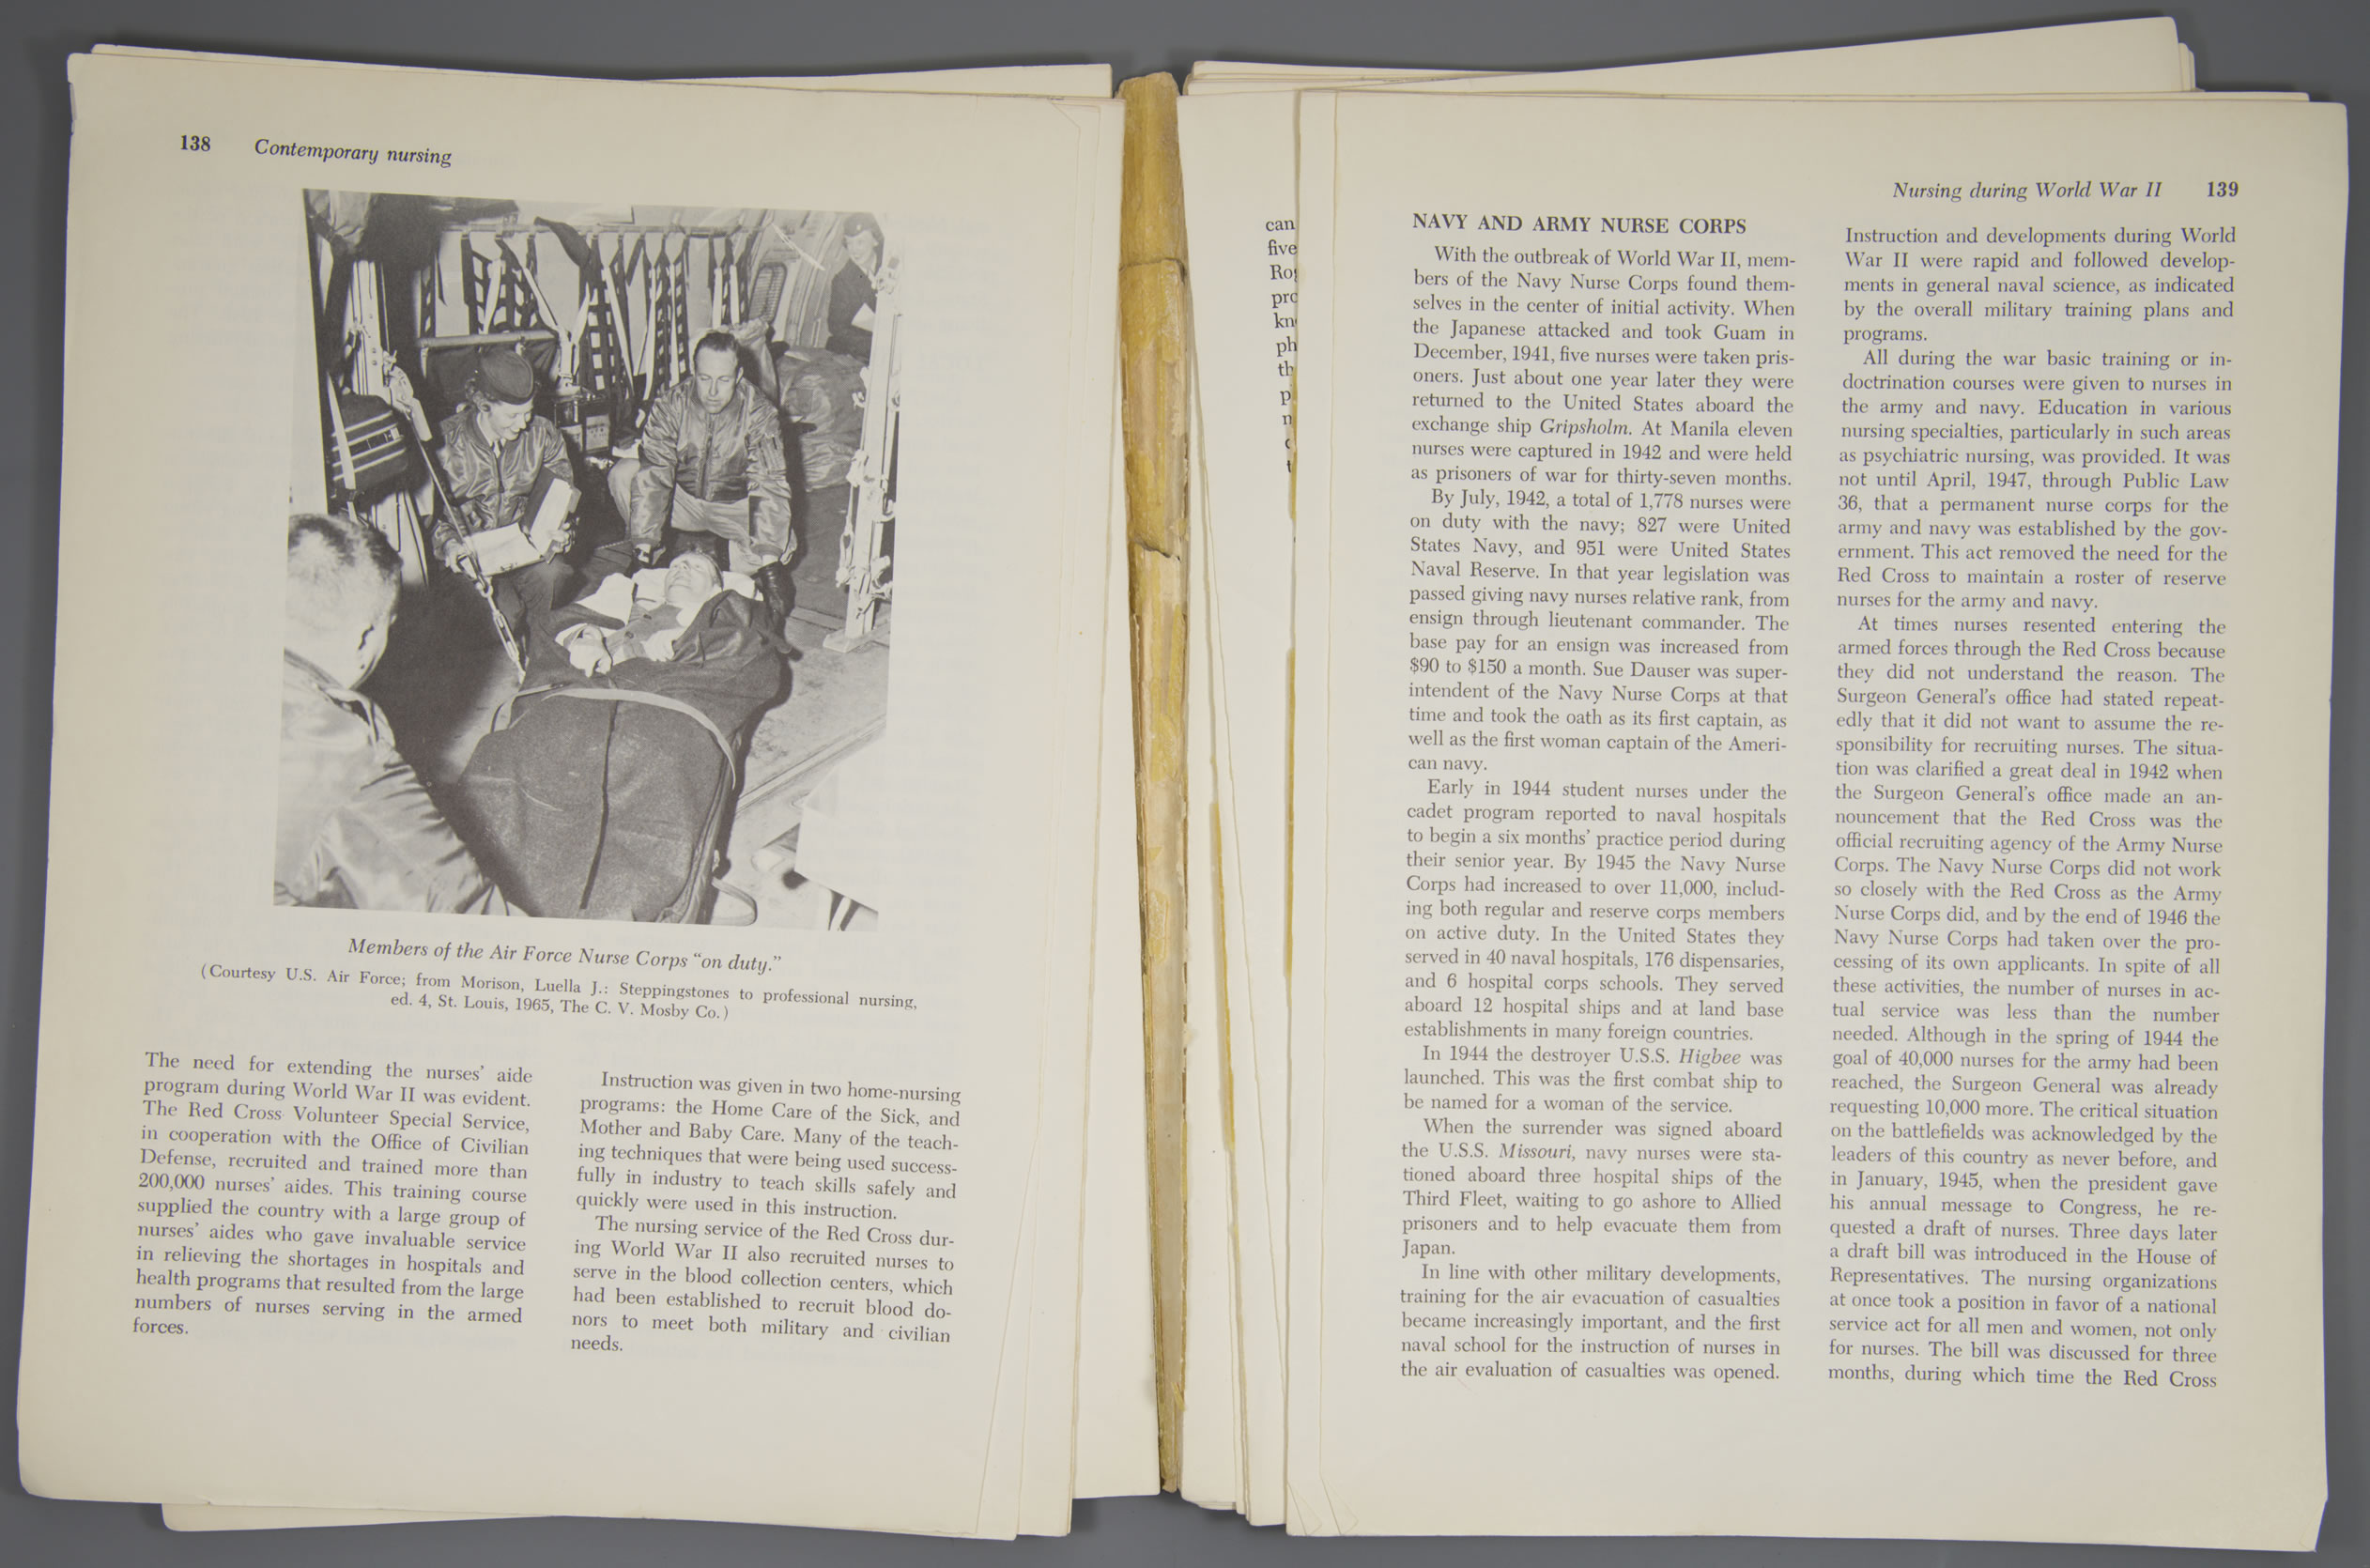 138 Contemporary nursing
Members of the Air Force Nurse Corps “on duty.”
(Courtesy U.S. Air Force; from Morison, Luella J.: Steppingstones to professional nursing,
ed. 4, St. Louis, 1965, The C. V. Mosby Co.)
The need for extending the nurses’ aide
program during World War II was evident.
The Red Cross Volunteer Special Service,
in cooperation with the Office of Civilian
Defense, recruited and trained more than
200,000 nurses’ aides. This training course
supplied the country with a large group of
nurses’ aides who gave invaluable service
in relieving the shortages in hospitals and
health programs that resulted from the large
numbers of nurses serving in the armed
forces.
Instruction was given in two home-nursing
programs: the Home Care of the Sick, and
Mother and Baby Care. Many of the teach-
ing techniques that were being used success-
fully in industry to teach skills safely and
quickly were used in this instruction.
The nursing service of the Red Cross dur-
ing World War II also recruited nurses to
serve in the blood collection centers, which
had been established to recruit blood do-
nors to meet both military and civilian
needs.
can
five
Nursing during World War II 139
NAVY AND ARMY NURSE CORPS
With the outbreak of World War II, mem-
bers of the Navy Nurse Corps found them-
selves in the center of initial activity. When
the Japanese attacked and took Guam in
December, 1941, five nurses were taken pris-
oners. Just about one year later they were
returned to the United States aboard the
exchange ship Gripsholm. At Manila eleven
nurses were captured in 1942 and were held
as prisoners of war for thirty-seven months.
By July, 1942, a total of 1,778 nurses were
on duty with the navy; 827 were United
States Navy, and 951 were United States
Naval Reserve. In that year legislation was
passed giving navy nurses relative rank, from
ensign through lieutenant commander. The
base pay for an ensign was increased from
$90 to $150 a month. Sue Dauser was super-
intendent of the Navy Nurse Corps at that
time and took the oath as its first captain, as
well as the first woman captain of the Ameri-
can navy.
Early in 1944 student nurses under the
cadet program reported to naval hospitals
to begin a six months’ practice period during
their senior year. By 1945 the Navy Nurse
Corps had increased to over 11,000, includ-
ing both regular and reserve corps members
on active duty. In the United States they
served in 40 naval hospitals, 176 dispensaries,
and 6 hospital corps schools. They served
aboard 12 hospital ships and at land base
establishments in many foreign countries.
In 1944 the destroyer U.S.S. Higbee was
launched. This was the first combat ship to
be named for a woman of the service.
When the surrender was signed aboard
the U.S.S. Missouri, navy nurses were sta-
tioned aboard three hospital ships of the
Third Fleet, waiting to go ashore to Allied
prisoners and to help evacuate them from
Japan.
In line with other military developments,
training for the air evacuation of casualties
became increasingly important, and the first
naval school for the instruction of nurses in
the air evaluation of casualties was opened.
Instruction and developments during World
War II were rapid and followed develop-
ments in general naval science, as indicated
by the overall military training plans and
programs.
All during the war basic training or in-
doctrination courses were given to nurses in
the army and navy. Education in various
nursing specialties, particularly in such areas
as psychiatric nursing, was provided. It was
not until April, 1947, through Public Law
36, that a permanent nurse corps for the
army and navy was established by the gov-
ernment. This act removed the need for the
Red Cross to maintain a roster of reserve
nurses for the army and navy.
At times nurses resented entering the
armed forces through the Red Cross because
they did not understand the reason. The
Surgeon General’s office had stated repeat-
edly that it did not want to assume the re-
sponsibility for recruiting nurses. The situa-
tion was clarified a great deal in 1942 when
the Surgeon General’s office made an an-
nouncement that the Red Cross was the
official recruiting agency of the Army Nurse
Corps. The Navy Nurse Corps did not work
so closely with the Red Cross as the Army
Nurse Corps did, and by the end of 1946 the
Navy Nurse Corps had taken over the pro-
cessing of its own applicants. In spite of all
these activities, the number of nurses in ac-
tual service was less than the number
needed. Although in the spring of 1944 the
goal of 40,000 nurses for the army had been
reached, the Surgeon General was already
requesting 10,000 more. The critical situation
on the battlefields was acknowledged by the
leaders of this country as never before, and
in January, 1945, when the president gave
his annual message to Congress, he re-
quested a draft of nurses. Three days later
a draft bill was introduced in the House of
Representatives. The nursing organizations
at once took a position in favor of a national
service act for all men and women, not only
for nurses. The bill was discussed for three
months, during which time the Red Cross